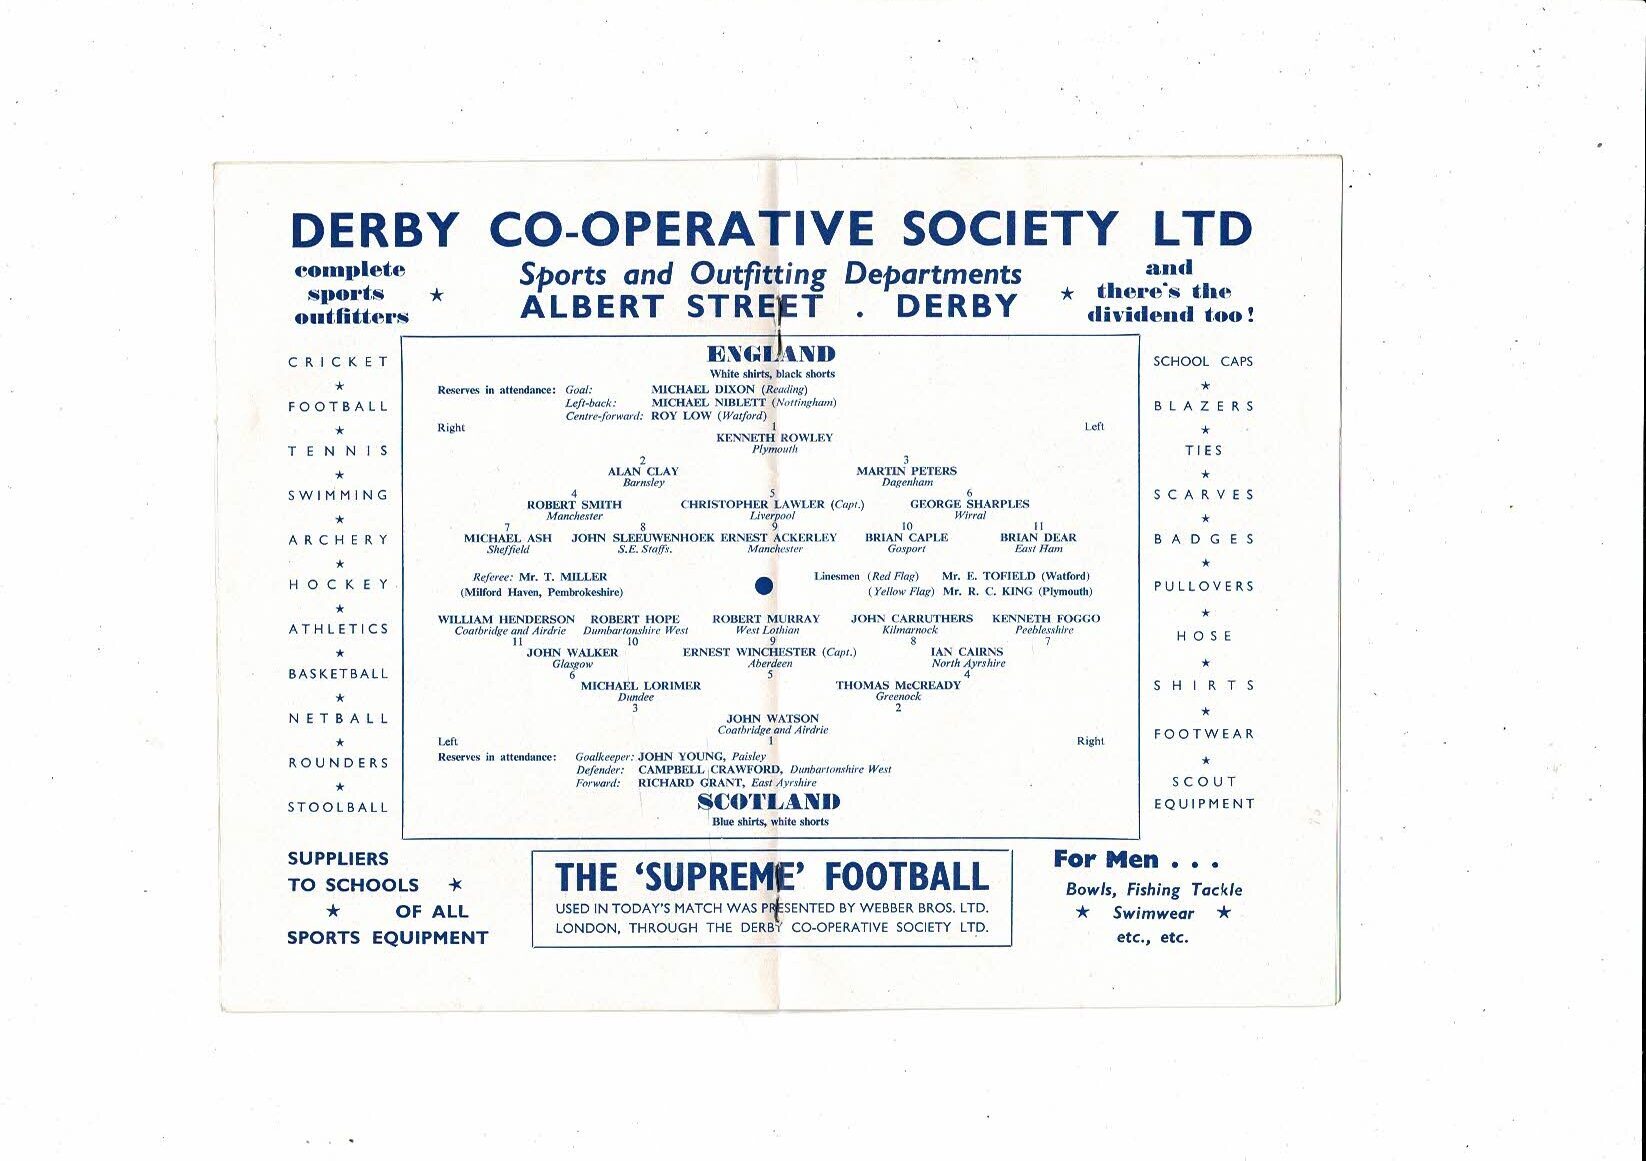 DERBY CO-OPERATIVE SOCIETY LTD
complete
sports
outfitters
★
Sports and Outfitting Departments
ALBERT STREET . DERBY
★
and
there's the
dividend too!
CRICKET
★
FOOTBALL
★
TENNIS
★
SWIMMING
★
ARCHERY
★
HOCKEY
★
ATHLETICS
★
BASKETBALL
★
NETBALL
★
ROUNDERS
★
STOOLBALL
ENGLAND
White shirts, black shorts
Reserves in attendance: Goal: MICHAEL DIXON (Reading)
Left-back: MICHAEL NIBLETT (Nottingham)
Centre-forward: ROY LOW (Watford)
Right 1 Left
KENNETH ROWLEY
Plymouth
2 3
ALAN CLAY MARTIN PETERS
Barnsley Dagenham
4 5 6
ROBERT SMITH CHRISTOPHER LAWLER (Capt.) GEORGE SHARPLES
Manchester Liverpool Wirral
7 8 9 10 11
MICHAEL ASH JOHN SLEEUWENHOEK ERNEST ACKERLEY BRIAN CAPLE BRIAN DEAR
Sheffield S.E. Staffs. Manchester Gosport East Ham
Referee: Mr. T. MILLER Linesmen (Red Flag) Mr. E. TOFIELD (Watford)
(Milford Haven, Pembrokeshire) (Yellow Flag) Mr. R. C. KING (Plymouth)
WILLIAM HENDERSON ROBERT HOPE ROBERT MURRAY JOHN CARRUTHERS KENNETH FOGGO
Coatbridge and Airdrie Dumbartonshire West West Lothian Kilmarnock Peeblesshire
11 10 9 8 7
JOHN WALKER ERNEST WINCHESTER (Capt.) IAN CAIRNS
Glasgow Aberdeen North Ayrshire
6 5 4
MICHAEL LORIMER THOMAS McCREADY
Dundee Greenock
3 2
JOHN WATSON
Coatbridge and Airdrie
Left 1 Right
Reserves in attendance: Goalkeeper: JOHN YOUNG, Paisley
Defender: CAMPBELL CRAWFORD, Dunbartonshire West
Forward: RICHARD GRANT, East Ayrshire
SCOTLAND
Blue shirts, white shorts
SCHOOL CAPS
★
BLAZERS
★
TIES
★
SCARVES
★
BADGES
★
PULLOVERS
★
HOSE
★
SHIRTS
★
FOOTWEAR
★
SCOUT
EQUIPMENT
SUPPLIERS
TO SCHOOLS ★
★ OF ALL
SPORTS EQUIPMENT
THE 'SUPREME' FOOTBALL
USED IN TODAY'S MATCH WAS PRESENTED BY WEBBER BROS. LTD.
LONDON, THROUGH THE DERBY CO-OPERATIVE SOCIETY LTD.
For Men . . .
Bowls, Fishing Tackle
★ Swimwear ★
etc., etc.